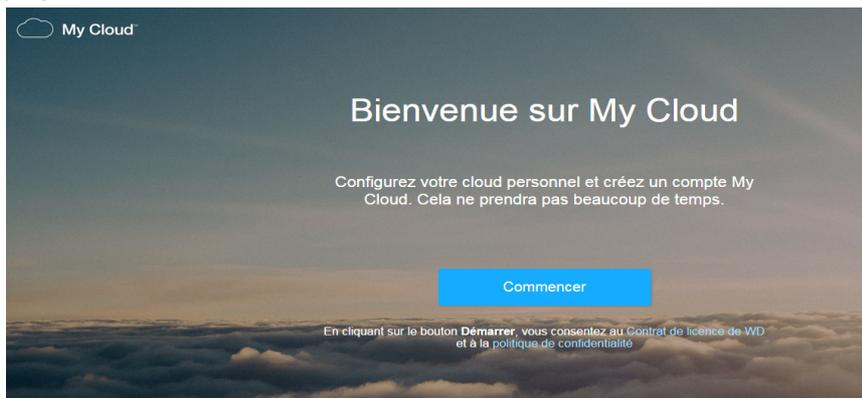 My Cloud™
Bienvenue sur My Cloud
Configurez votre cloud personnel et créez un compte My
Cloud. Cela ne prendra pas beaucoup de temps.
Commencer
En cliquant sur le bouton Démarrer, vous consentez au Contrat de licence de WD
et à la politique de confidentialité